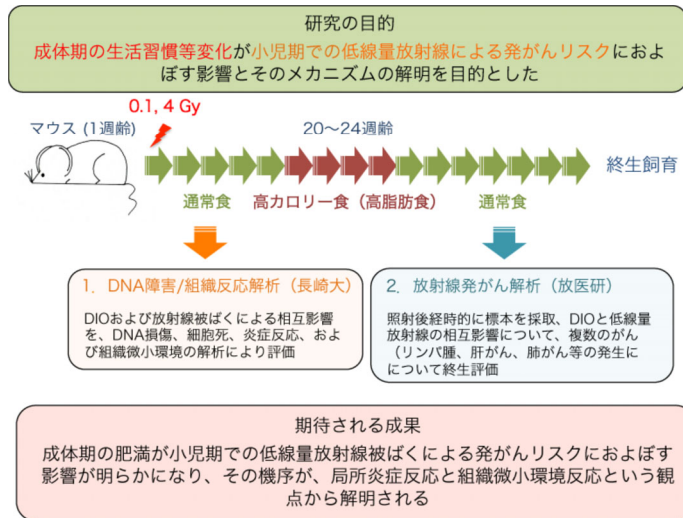 研究の目的
成体期の生活習慣等変化が小児期での低線量放射線による発がんリスクにおよ
ぼす影響とそのメカニズムの解明を目的とした
0.1, 4 Gy
マウス (1週齢)
20〜24週齢
終生飼育
通常食
高カロリー食（高脂肪食）
通常食
1．DNA障害/組織反応解析（長崎大）
DIOおよび放射線被ばくによる相互影響
を、DNA損傷、細胞死、炎症反応、およ
び組織微小環境の解析により評価
2．放射線発がん解析（放医研）
照射後経時的に標本を採取、DIOと低線量
放射線の相互影響について、複数のがん
（リンパ腫、肝がん、肺がん等の発生に
について終生評価
期待される成果
成体期の肥満が小児期での低線量放射線被ばくによる発がんリスクにおよぼす
影響が明らかになり、その機序が、局所炎症反応と組織微小環境反応という観
点から解明される